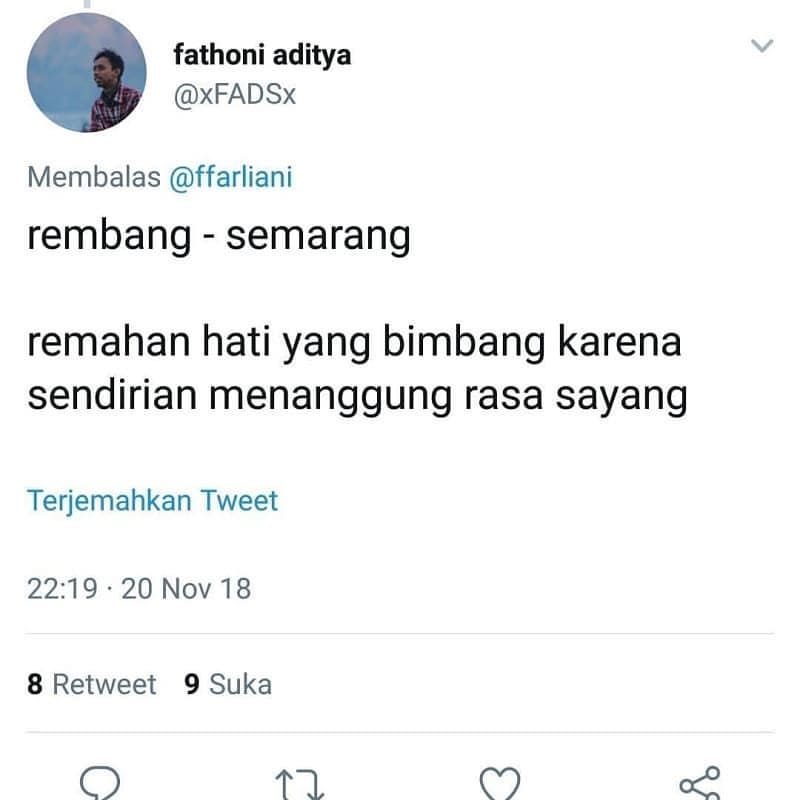 fathoni aditya
@xFADSx
Membalas @ffarliani
rembang - semarang
remahan hati yang bimbang karena
sendirian menanggung rasa sayang
Terjemahkan Tweet
22:19 · 20 Nov 18
8 Retweet 9 Suka